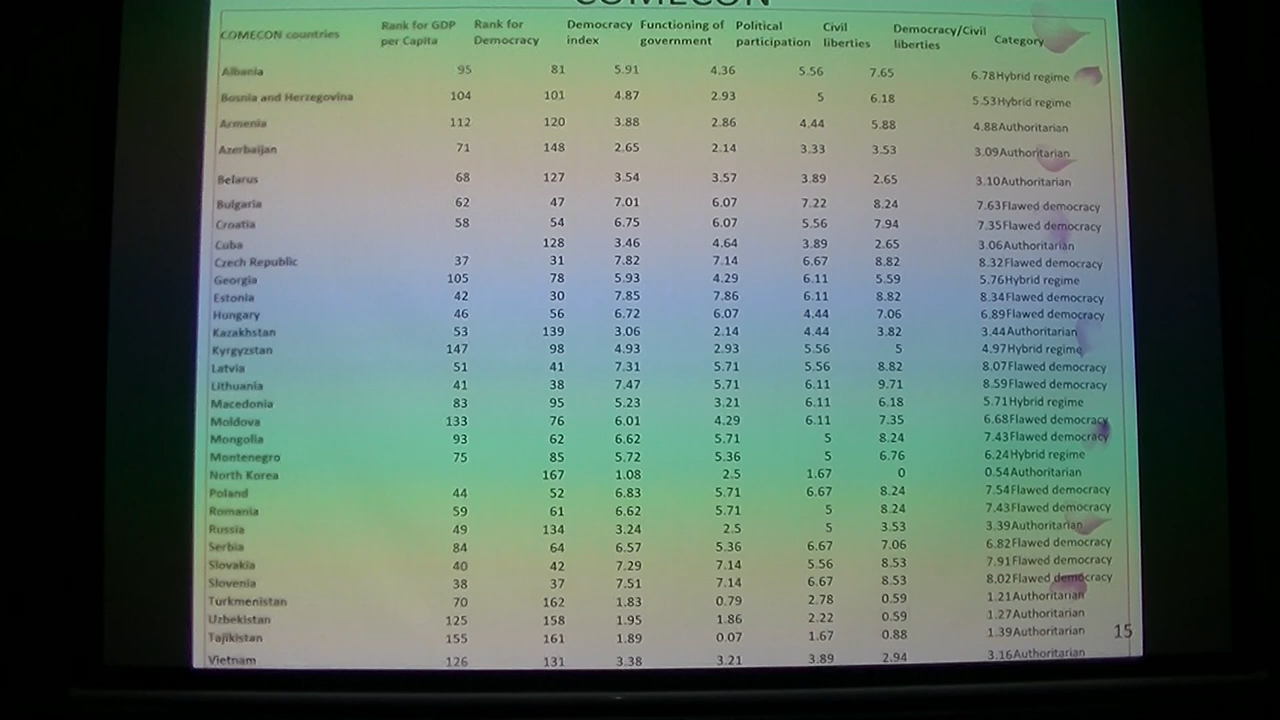 COMECON
COMECON countries Rank for GDP per Capita Rank for Democracy Democracy index Functioning of government Political participation Civil liberties Democracy/Civil liberties Category
Albania 95 81 5.91 4.36 5.56 7.65 6.78 Hybrid regime
Bosnia and Herzegovina 104 101 4.87 2.93 5 6.18 5.53 Hybrid regime
Armenia 112 120 3.88 2.86 4.44 5.88 4.88 Authoritarian
Azerbaijan 71 148 2.65 2.14 3.33 3.53 3.09 Authoritarian
Belarus 68 127 3.54 3.57 3.89 2.65 3.10 Authoritarian
Bulgaria 62 47 7.01 6.07 7.22 8.24 7.63 Flawed democracy
Croatia 58 54 6.75 6.07 5.56 7.94 7.35 Flawed democracy
Cuba 128 3.46 4.64 3.89 2.65 3.06 Authoritarian
Czech Republic 37 31 7.82 7.14 6.67 8.82 8.32 Flawed democracy
Georgia 105 78 5.93 4.29 6.11 5.59 5.76 Hybrid regime
Estonia 42 30 7.85 7.86 6.11 8.82 8.34 Flawed democracy
Hungary 46 56 6.72 6.07 4.44 7.06 6.89 Flawed democracy
Kazakhstan 53 139 3.06 2.14 4.44 3.82 3.44 Authoritarian
Kyrgyzstan 147 98 4.93 2.93 5.56 5 4.97 Hybrid regime
Latvia 51 41 7.31 5.71 5.56 8.82 8.07 Flawed democracy
Lithuania 41 38 7.47 5.71 6.11 9.71 8.59 Flawed democracy
Macedonia 83 95 5.23 3.21 6.11 6.18 5.71 Hybrid regime
Moldova 133 76 6.01 4.29 6.11 7.35 6.68 Flawed democracy
Mongolia 93 62 6.62 5.71 5 8.24 7.43 Flawed democracy
Montenegro 75 85 5.72 5.36 5 6.76 6.24 Hybrid regime
North Korea 167 1.08 2.5 1.67 0 0.54 Authoritarian
Poland 44 52 6.83 5.71 6.67 8.24 7.54 Flawed democracy
Romania 59 61 6.62 5.71 5 8.24 7.43 Flawed democracy
Russia 49 134 3.24 2.5 5 3.53 3.39 Authoritarian
Serbia 84 64 6.57 5.36 6.67 7.06 6.82 Flawed democracy
Slovakia 40 42 7.29 7.14 5.56 8.53 7.91 Flawed democracy
Slovenia 38 37 7.51 7.14 6.67 8.53 8.02 Flawed democracy
Turkmenistan 70 162 1.83 0.79 2.78 0.59 1.21 Authoritarian
Uzbekistan 125 158 1.95 1.86 2.22 0.59 1.27 Authoritarian
Tajikistan 155 161 1.89 0.07 1.67 0.88 1.39 Authoritarian
15
Vietnam 126 131 3.38 3.21 3.89 2.94 3.16 Authoritarian